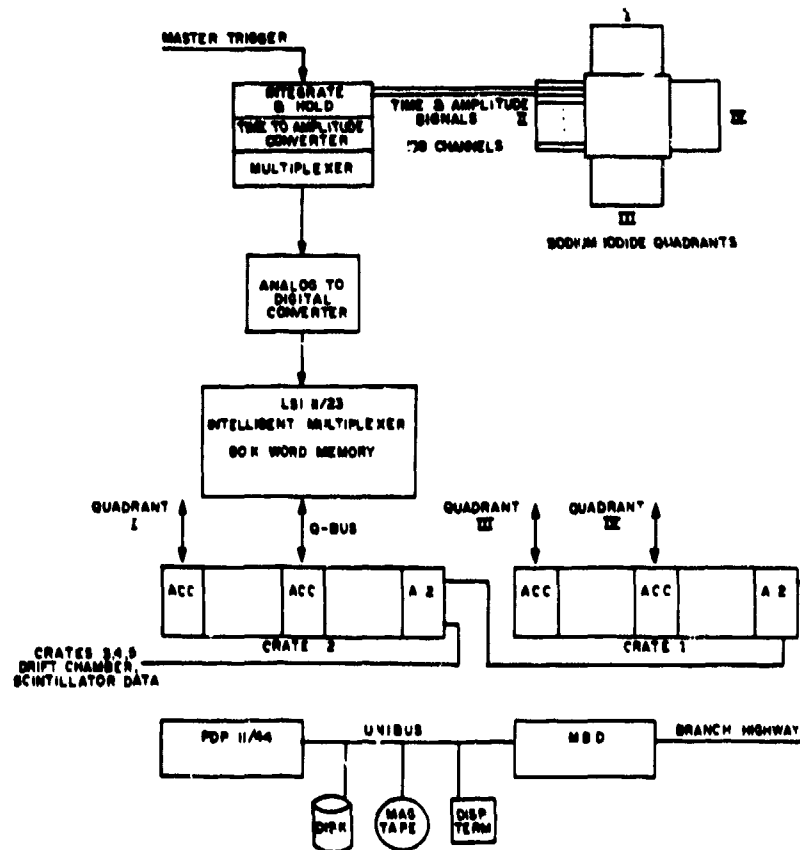 I
MASTER TRIGGER
INTEGRATE
& HOLD
TIME TO AMPLITUDE
CONVERTER
MULTIPLEXER
TIME & AMPLITUDE
SIGNALS
II
CHANNELS
IV
III
SODIUM IODIDE QUADRANTS
ANALOG TO
DIGITAL
CONVERTER
LSI 11/23
INTELLIGENT MULTIPLEXER
80 K WORD MEMORY
QUADRANT
I
Q-BUS
QUADRANT
III
QUADRANT
IV
ACC
ACC
A 2
ACC
ACC
A 2
CRATE 2
CRATE 1
CRATES 3,4,5
DRIFT CHAMBER,
SCINTILLATOR DATA
PDP 11/44
UNIBUS
MBD
BRANCH HIGHWAY
DISK
MAG
TAPE
DISP
TERM